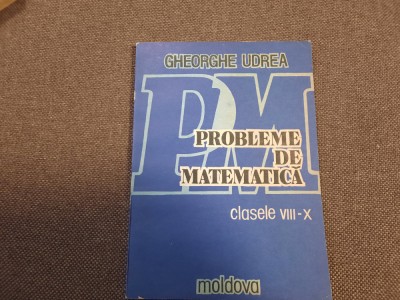 GHEORGHE UDREA
PM
PROBLEME
DE
MATEMATICĂ
clasele VIII-X
moldova